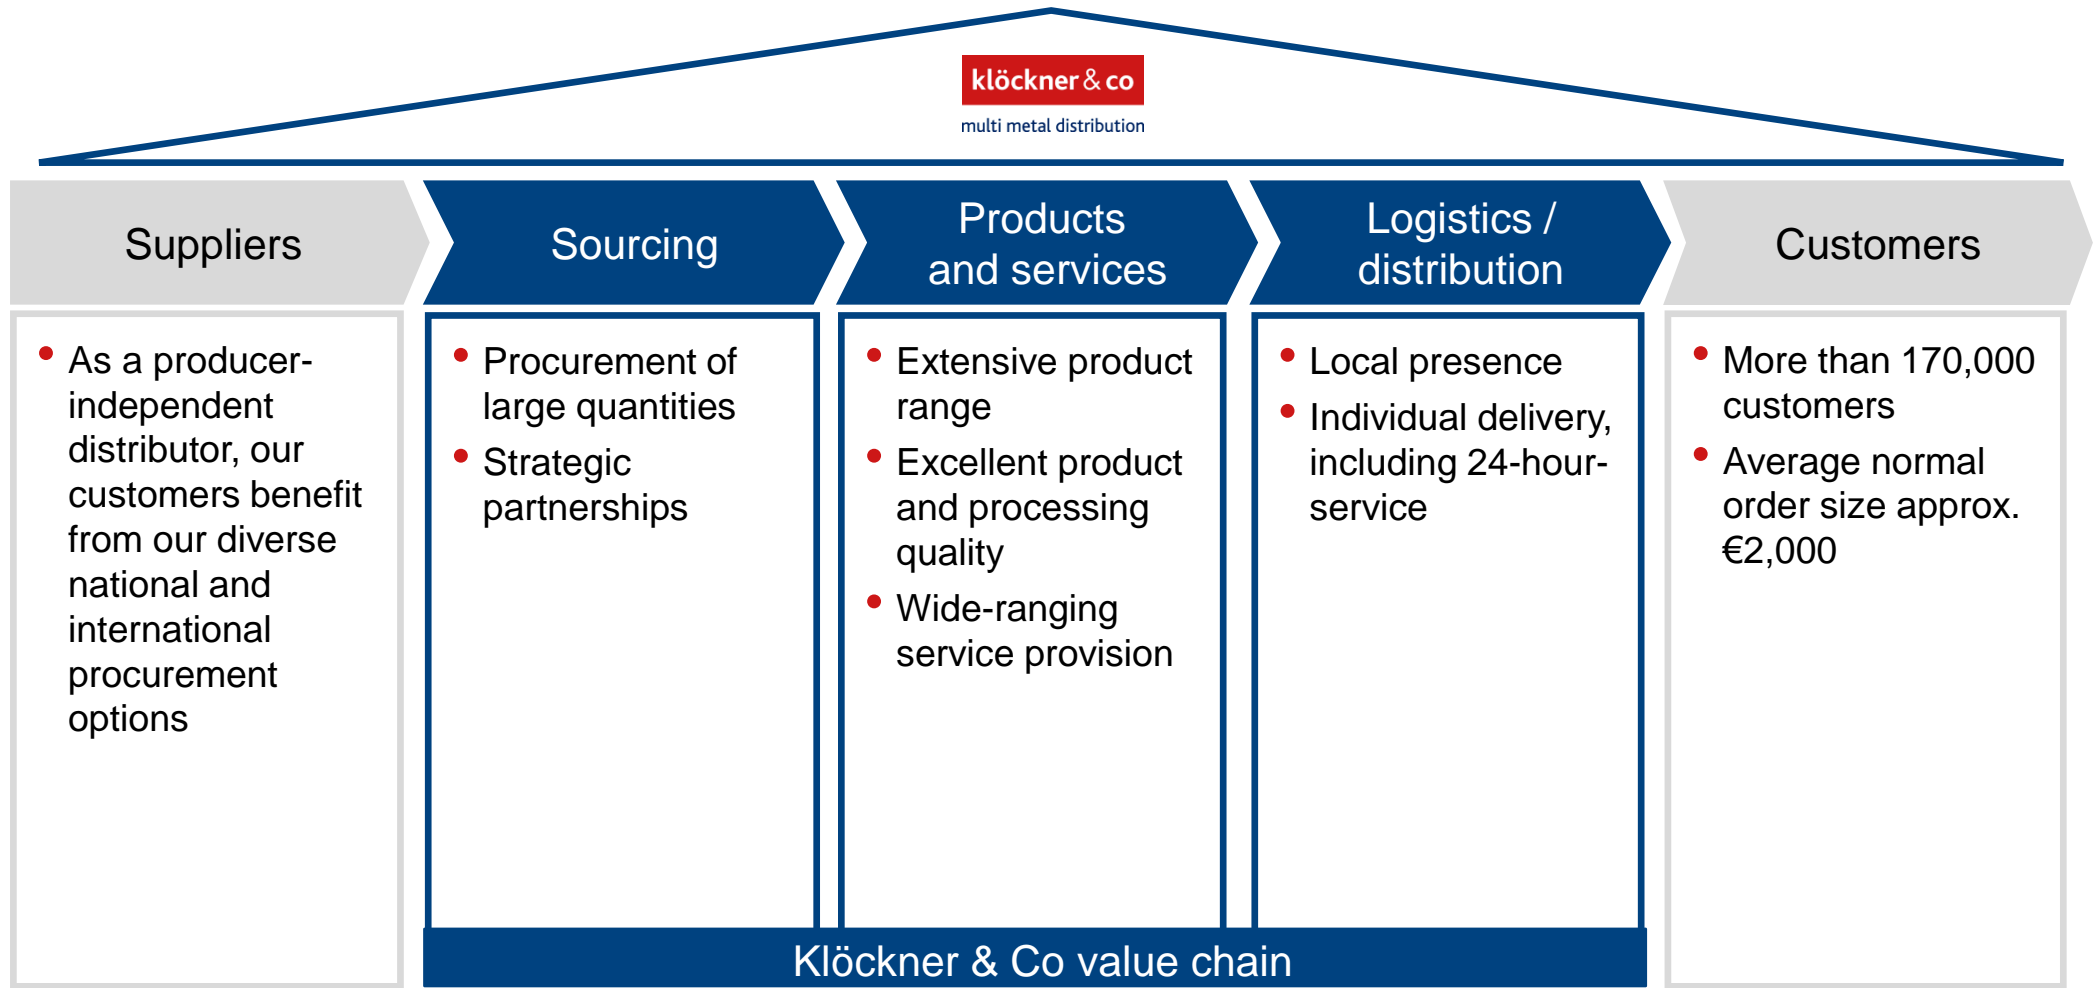 klöckner & co
multi metal distribution
Suppliers
Sourcing
Products
and services
Logistics /
distribution
Customers
• As a producer-
independent
distributor, our
customers benefit
from our diverse
national and
international
procurement
options
• Procurement of
large quantities
• Strategic
partnerships
• Extensive product
range
• Excellent product
and processing
quality
• Wide-ranging
service provision
• Local presence
• Individual delivery,
including 24-hour-
service
• More than 170,000
customers
• Average normal
order size approx.
€2,000
Klöckner & Co value chain